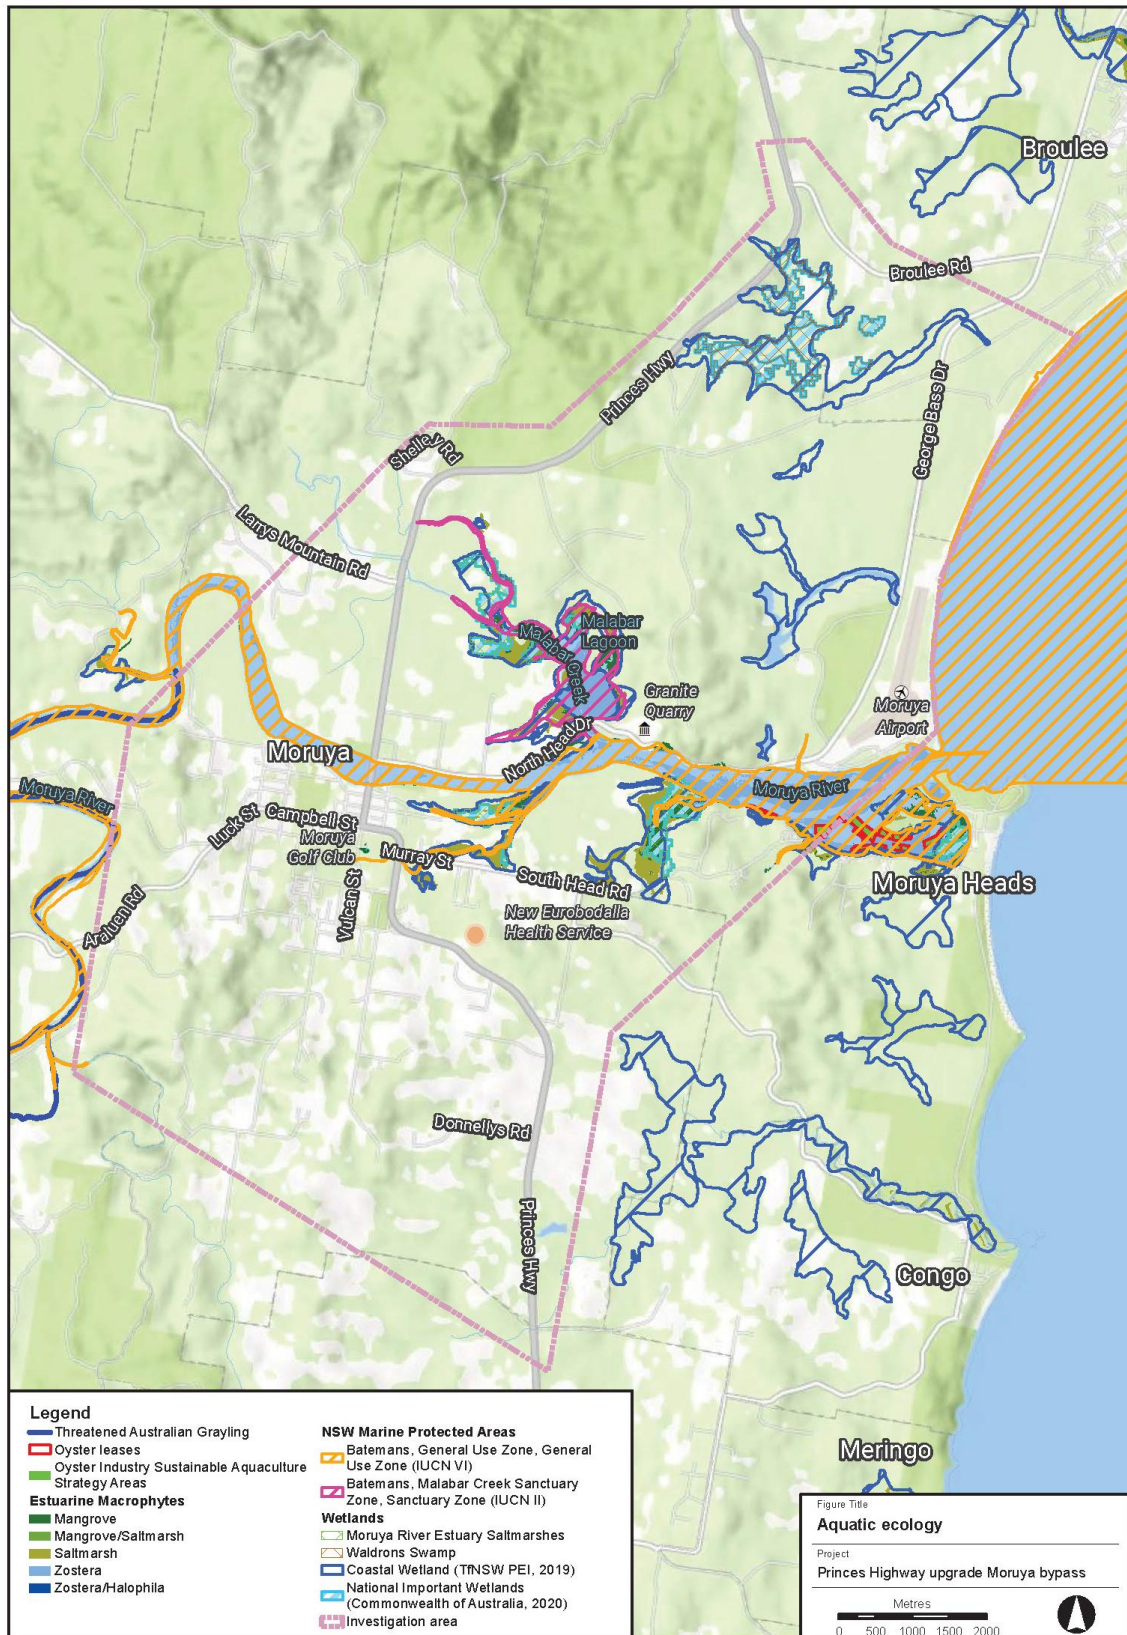 Broulee
Broulee Rd
Princes Hwy
George Bass Dr
Shelley Rd
Larrys Mountain Rd
Malabar
Lagoon
Malabar Creek
Granite
Quarry
Moruya
Airport
North Head Dr
Moruya
Moruya River
Moruya River
Luck St
Campbell St
Moruya
Golf Club
Murray St
South Head Rd
Moruya Heads
Vulcan St
New Eurobodalla
Health Service
Araluen Rd
Donnellys Rd
Princes Hwy
Congo
Meringo
Legend
Threatened Australian Grayling
Oyster leases
Oyster Industry Sustainable Aquaculture
Strategy Areas
Estuarine Macrophytes
Mangrove
Mangrove/Saltmarsh
Saltmarsh
Zostera
Zostera/Halophila
NSW Marine Protected Areas
Batemans, General Use Zone, General
Use Zone (IUCN VI)
Batemans, Malabar Creek Sanctuary
Zone, Sanctuary Zone (IUCN II)
Wetlands
Moruya River Estuary Saltmarshes
Waldrons Swamp
Coastal Wetland (TfNSW PEI, 2019)
National Important Wetlands
(Commonwealth of Australia, 2020)
Investigation area
Figure Title
Aquatic ecology
Project
Princes Highway upgrade Moruya bypass
Metres
0 500 1000 1500 2000